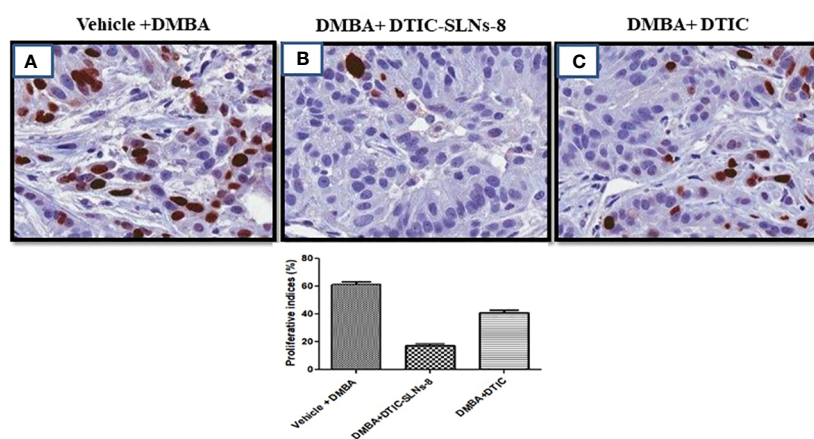 Vehicle +DMBA
DMBA+ DTIC-SLNs-8
DMBA+ DTIC
A
B
C
Proliferative indices (%)
80
60
40
20
0
Vehicle + DMBA
DMBA+DTIC-SLNs-8
DMBA+DTIC